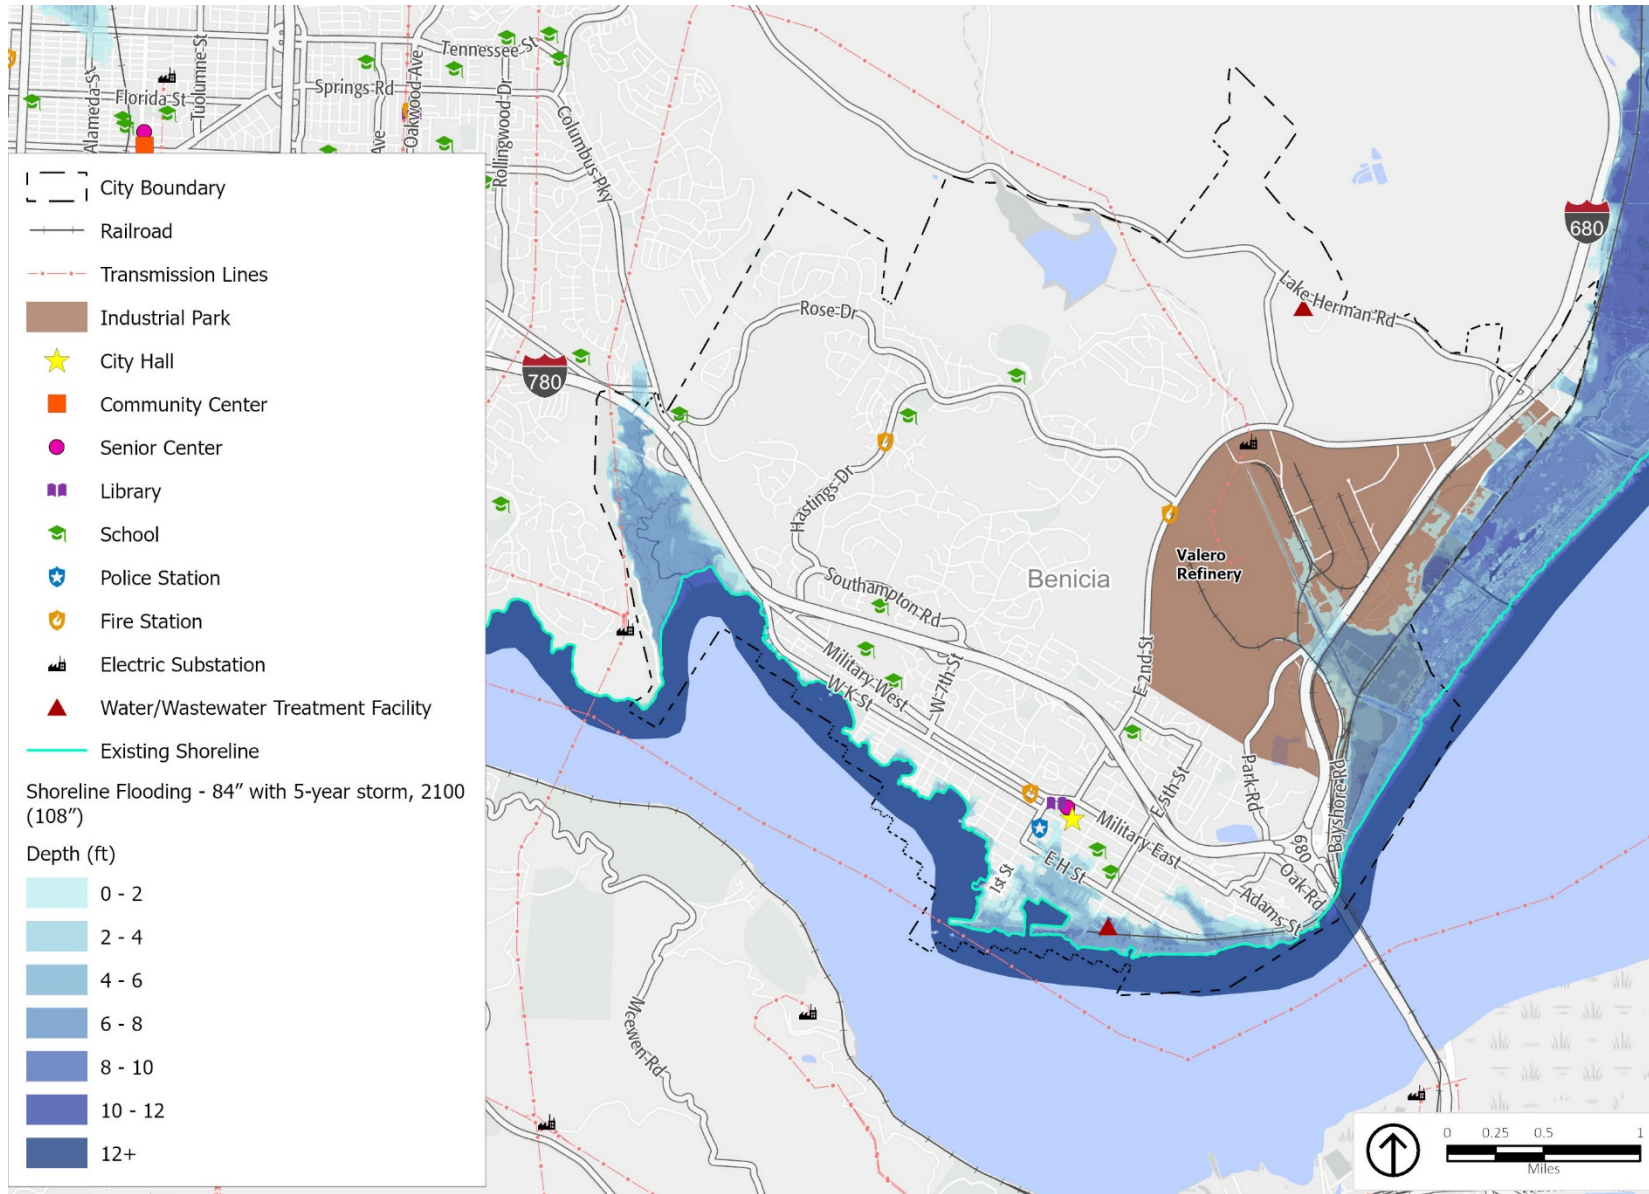 Tennessee St
Springs Rd
Florida St
Alameda St
Tuolumne St
Ave
Oakwood Ave
Rollingwood Dr
Columbus Pky
City Boundary
Railroad
Transmission Lines
Industrial Park
City Hall
Community Center
Senior Center
Library
School
Police Station
Fire Station
Electric Substation
Water/Wastewater Treatment Facility
Existing Shoreline
Shoreline Flooding - 84” with 5-year storm, 2100
(108”)
Depth (ft)
0 - 2
2 - 4
4 - 6
6 - 8
8 - 10
10 - 12
12+
680
780
Lake Herman Rd
Rose Dr
Hastings Dr
Southampton Rd
Benicia
Valero
Refinery
Military West
W K St
W 7th St
E 2nd St
E 5th St
Park Rd
Bayshore Rd
Military East
E H St
1st St
680
Oak Rd
Adams St
Mcewen Rd
0 0.25 0.5 1
Miles